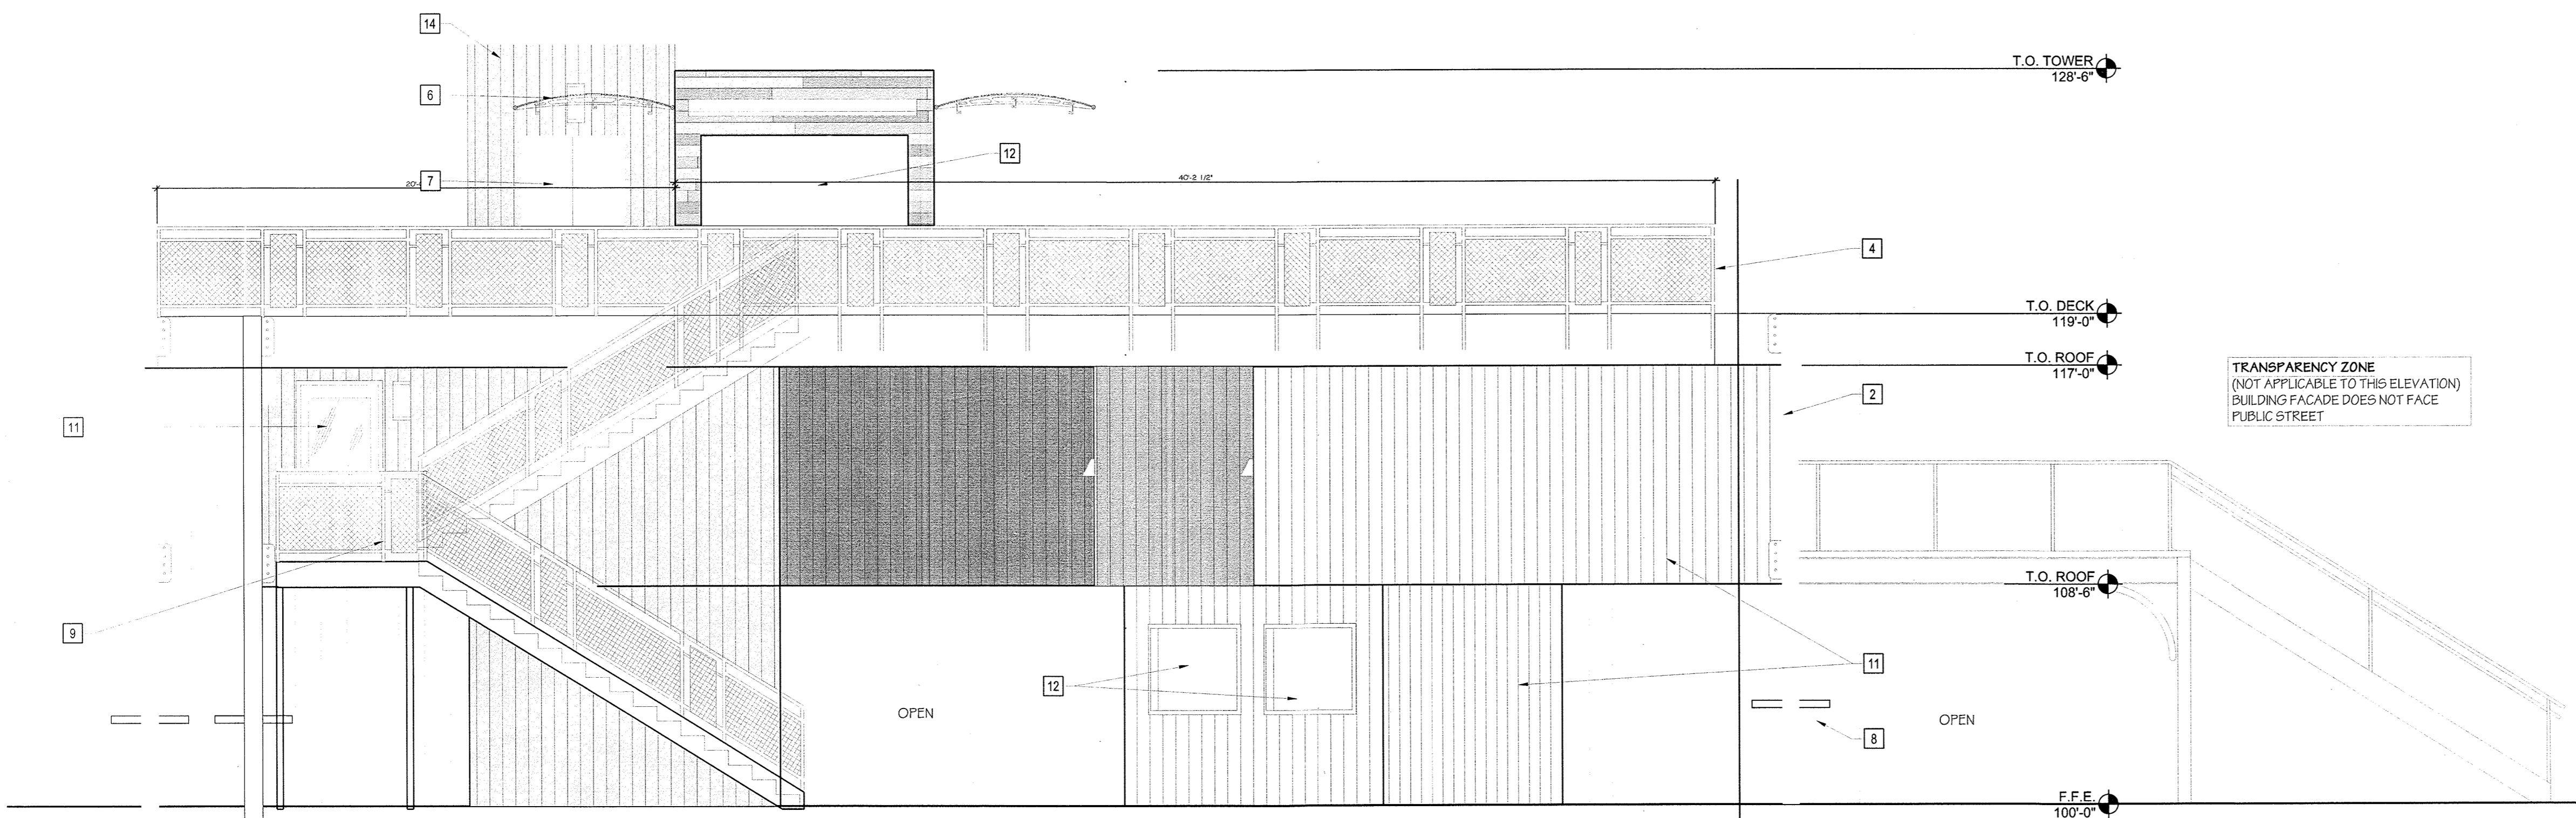 14
T.O. TOWER
128'-6"
6
12
7
20'-
40'-2 1/2"
4
T.O. DECK
119'-0"
T.O. ROOF
117'-0"
TRANSPARENCY ZONE
(NOT APPLICABLE TO THIS ELEVATION)
BUILDING FACADE DOES NOT FACE
PUBLIC STREET
2
11
T.O. ROOF
108'-6"
9
11
12
OPEN
OPEN
8
F.F.E.
100'-0"